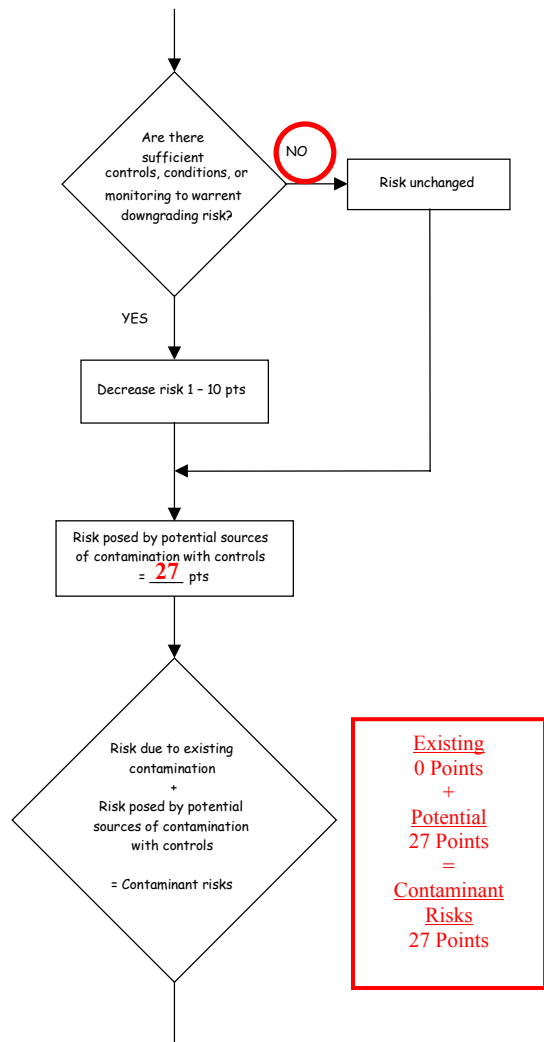 Are there
sufficient
controls, conditions, or
monitoring to warrent
downgrading risk?
NO
Risk unchanged
YES
Decrease risk 1 – 10 pts
Risk posed by potential sources
of contamination with controls
= 27 pts
Risk due to existing
contamination
+
Risk posed by potential
sources of contamination
with controls
= Contaminant risks
Existing
0 Points
+
Potential
27 Points
=
Contaminant
Risks
27 Points